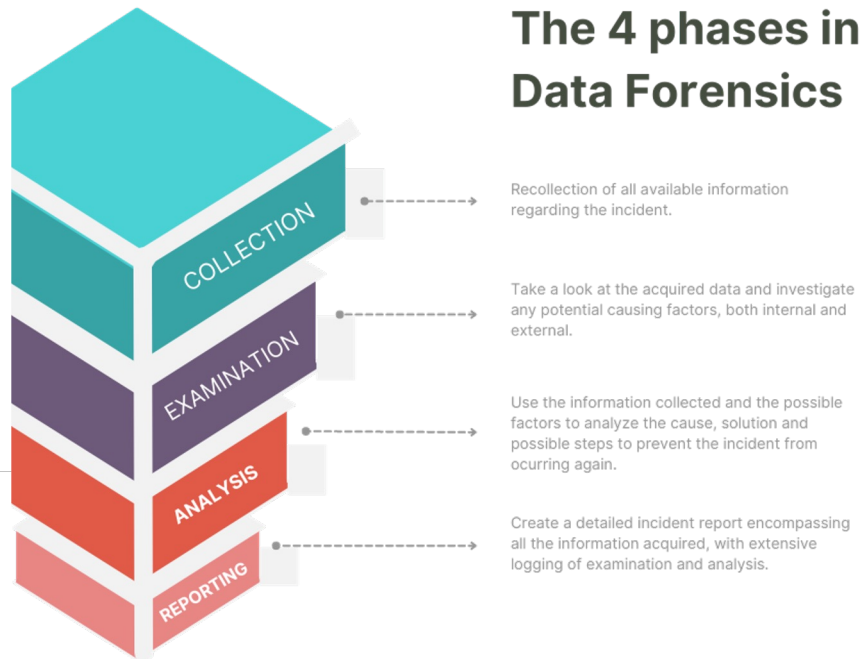 The 4 phases in
Data Forensics
COLLECTION
Recollection of all available information
regarding the incident.
EXAMINATION
Take a look at the acquired data and investigate
any potential causing factors, both internal and
external.
ANALYSIS
Use the information collected and the possible
factors to analyze the cause, solution and
possible steps to prevent the incident from
ocurring again.
REPORTING
Create a detailed incident report encompassing
all the information acquired, with extensive
logging of examination and analysis.